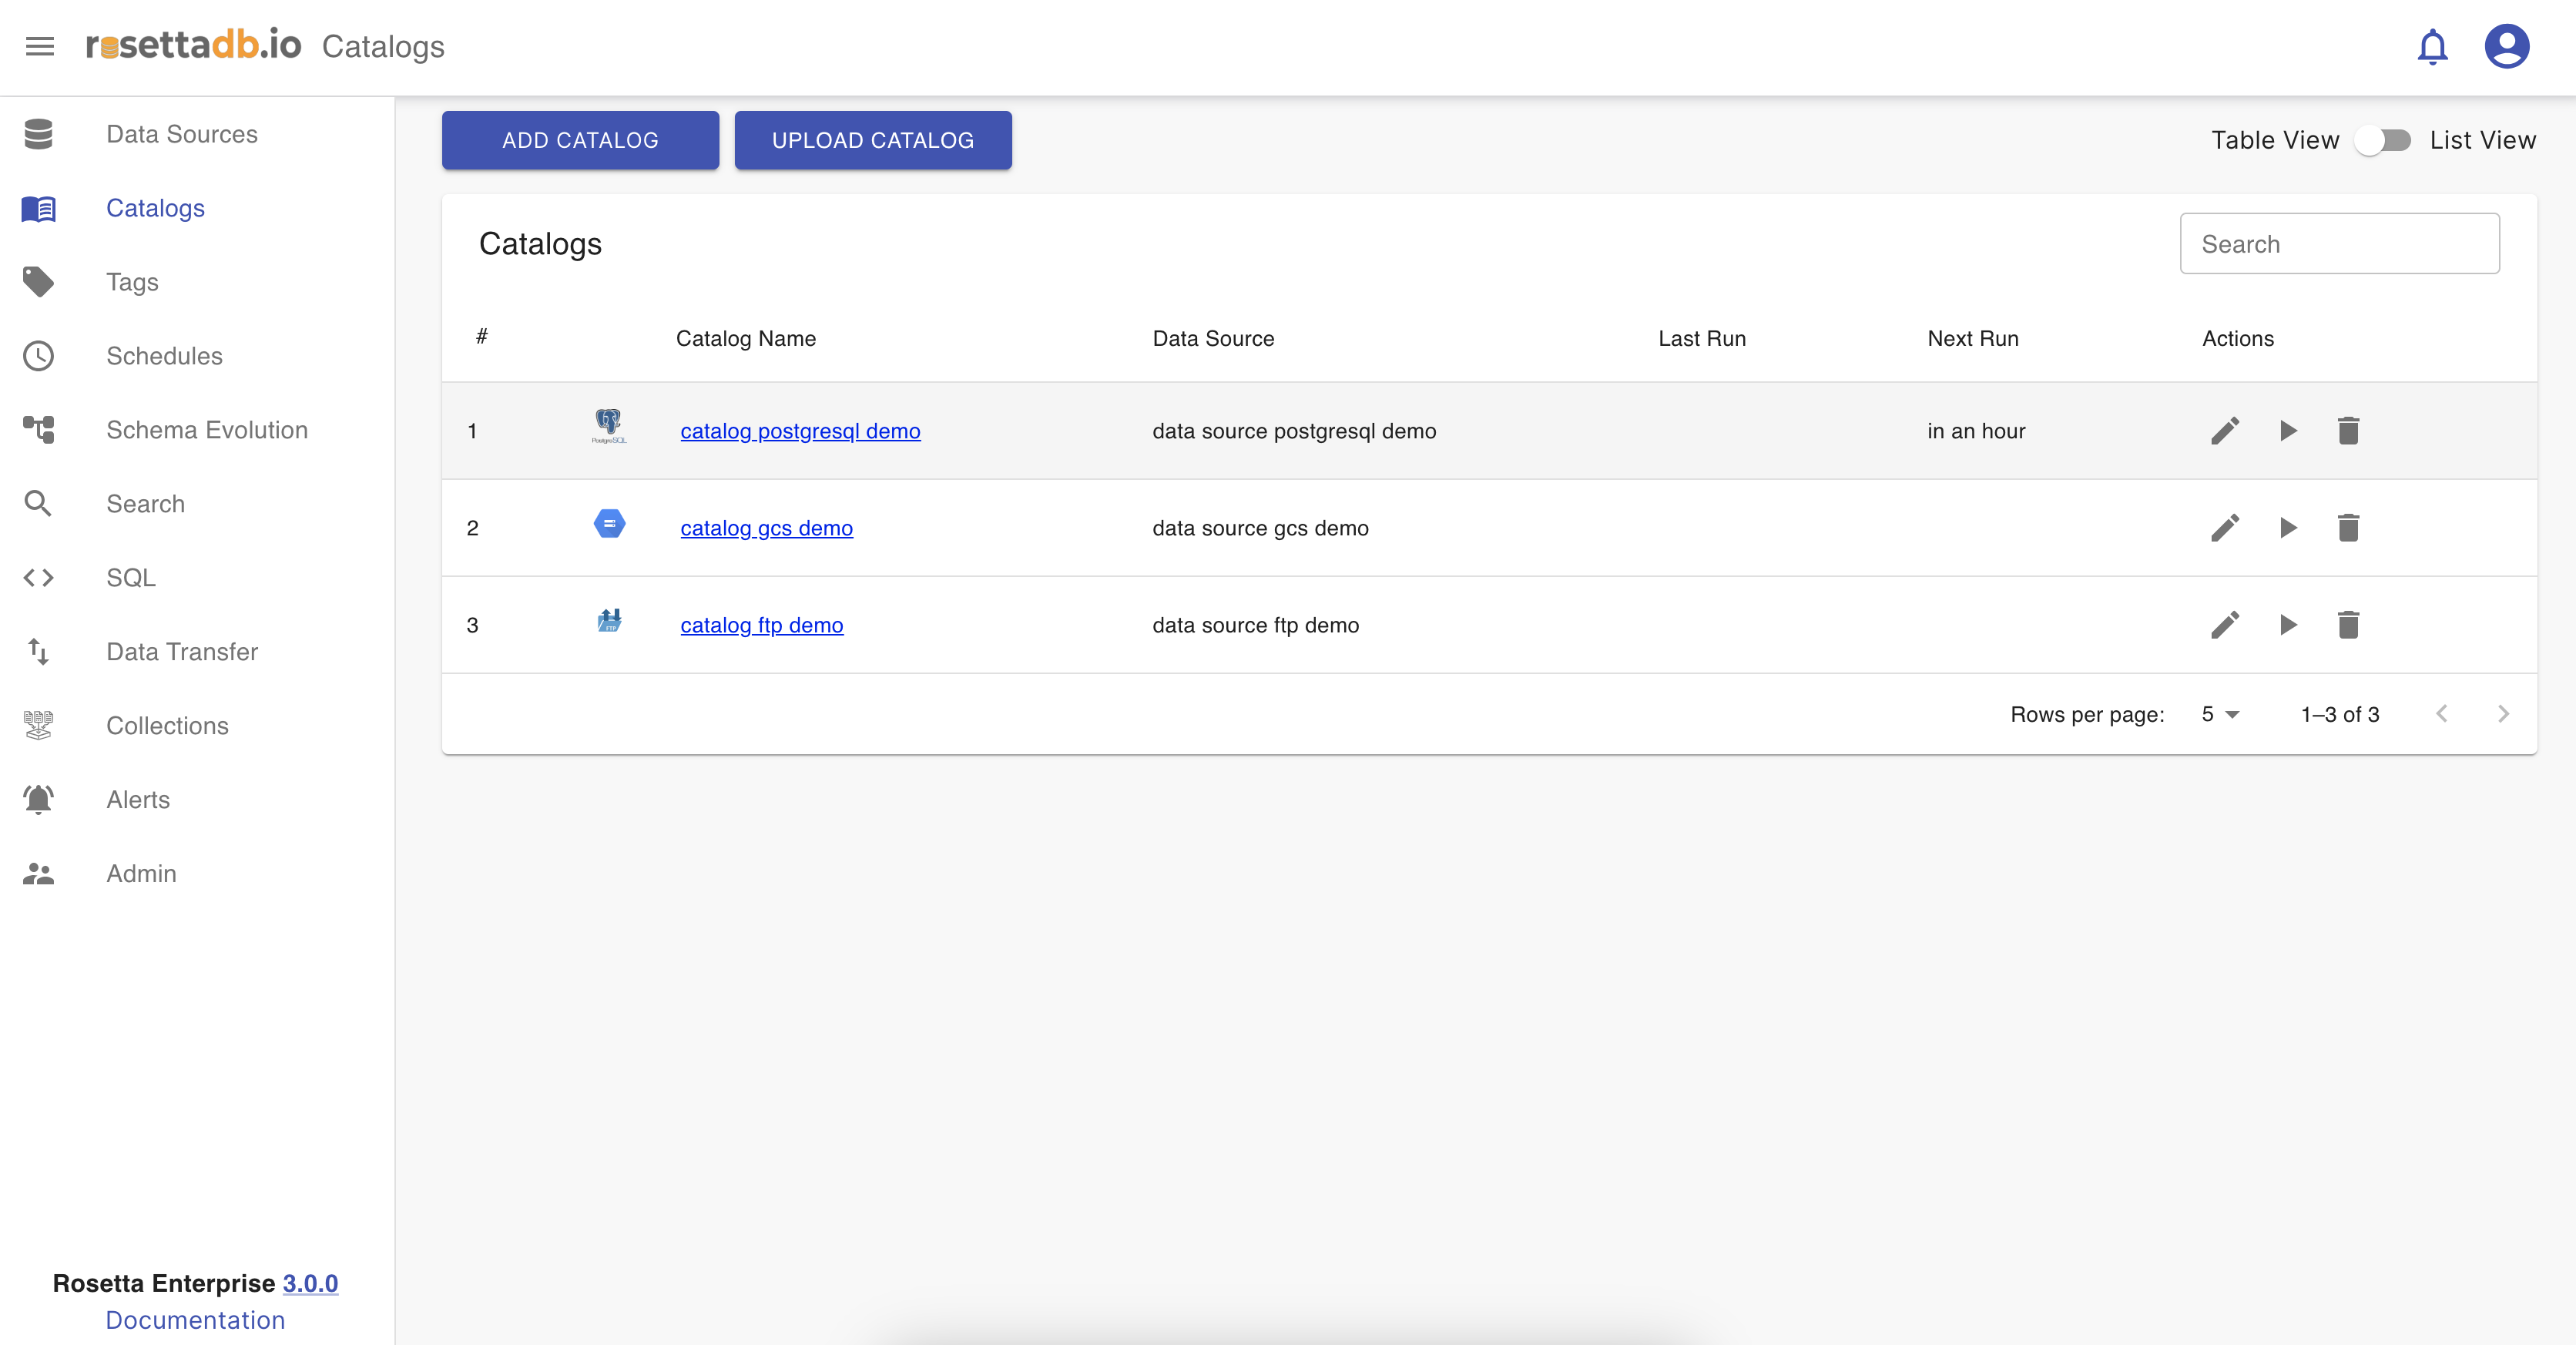 rosettadb.io Catalogs
Data Sources
Catalogs
Tags
Schedules
Schema Evolution
Search
SQL
Data Transfer
Collections
Alerts
Admin
Rosetta Enterprise 3.0.0
Documentation
ADD CATALOG UPLOAD CATALOG Table View List View
Catalogs Search
# Catalog Name Data Source Last Run Next Run Actions
1 PostgreSQL catalog postgresql demo data source postgresql demo in an hour
2 catalog gcs demo data source gcs demo
3 FTP catalog ftp demo data source ftp demo
Rows per page: 5 1–3 of 3